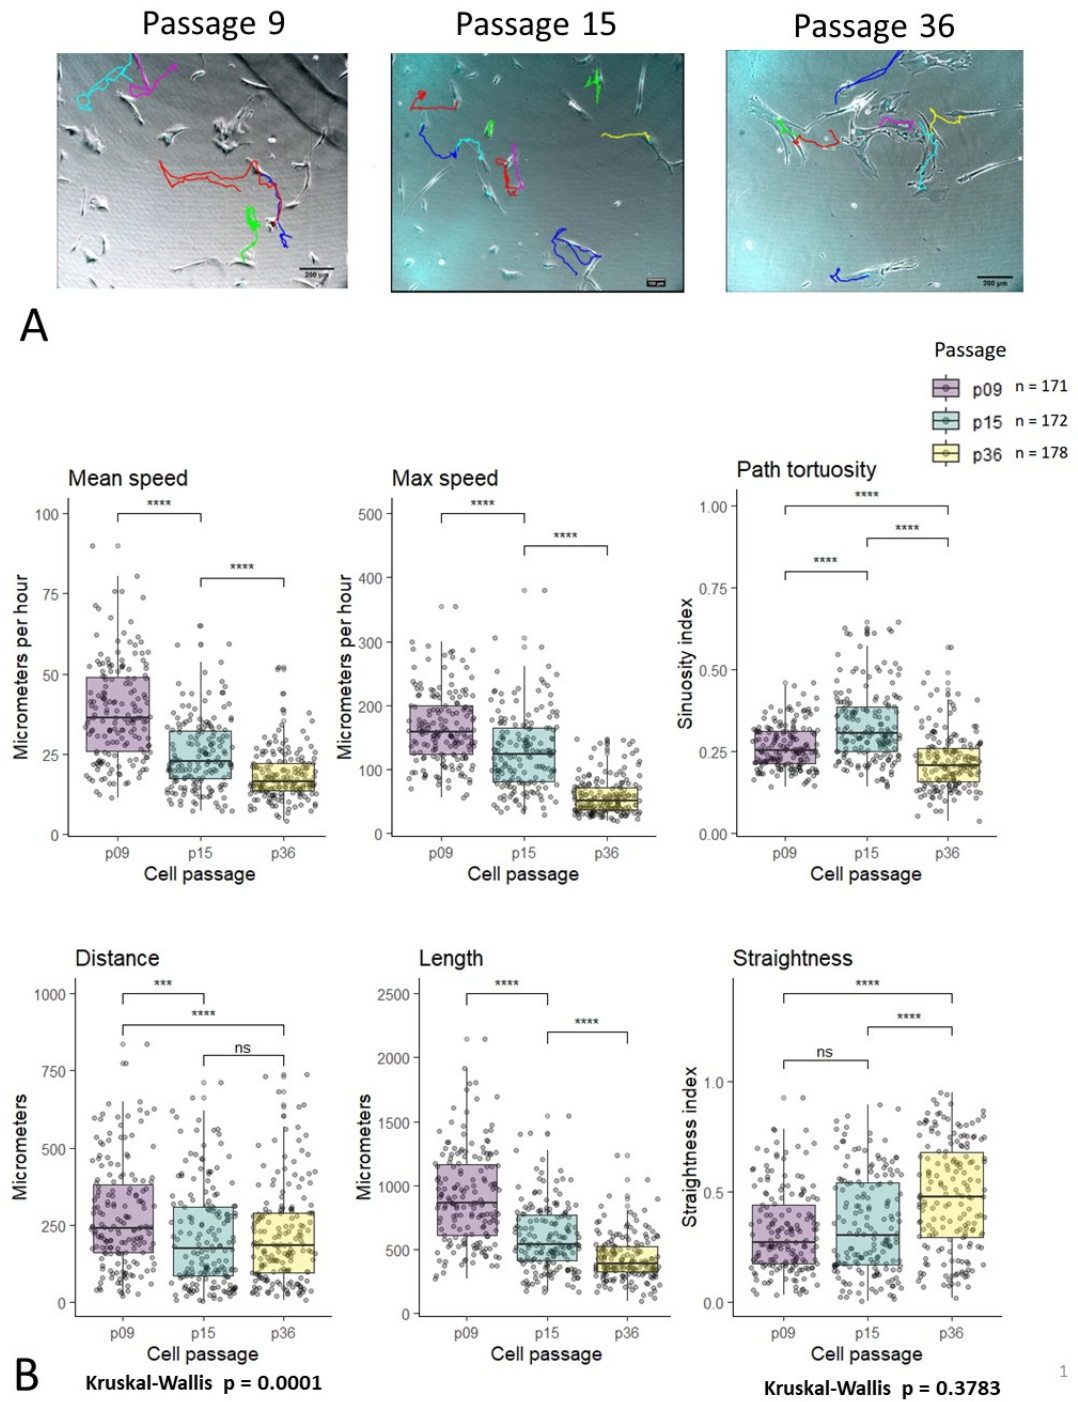 Passage 9
Passage 15
Passage 36
200 µm
200 µm
A
Passage
p09 n = 171
p15 n = 172
p36 n = 178
Mean speed
****
****
Micrometers per hour
100
75
50
25
0
p09 p15 p36
Cell passage
Max speed
****
****
Micrometers per hour
500
400
300
200
100
0
p09 p15 p36
Cell passage
Path tortuosity
****
****
****
Sinuosity index
1.00
0.75
0.50
0.25
0.00
p09 p15 p36
Cell passage
Distance
***
****
ns
Micrometers
1000
750
500
250
0
p09 p15 p36
Cell passage
Length
****
****
Micrometers
2500
2000
1500
1000
500
0
p09 p15 p36
Cell passage
Straightness
****
****
ns
Straightness index
1.0
0.5
0.0
p09 p15 p36
Cell passage
B
Kruskal-Wallis p = 0.0001
Kruskal-Wallis p = 0.3783
1